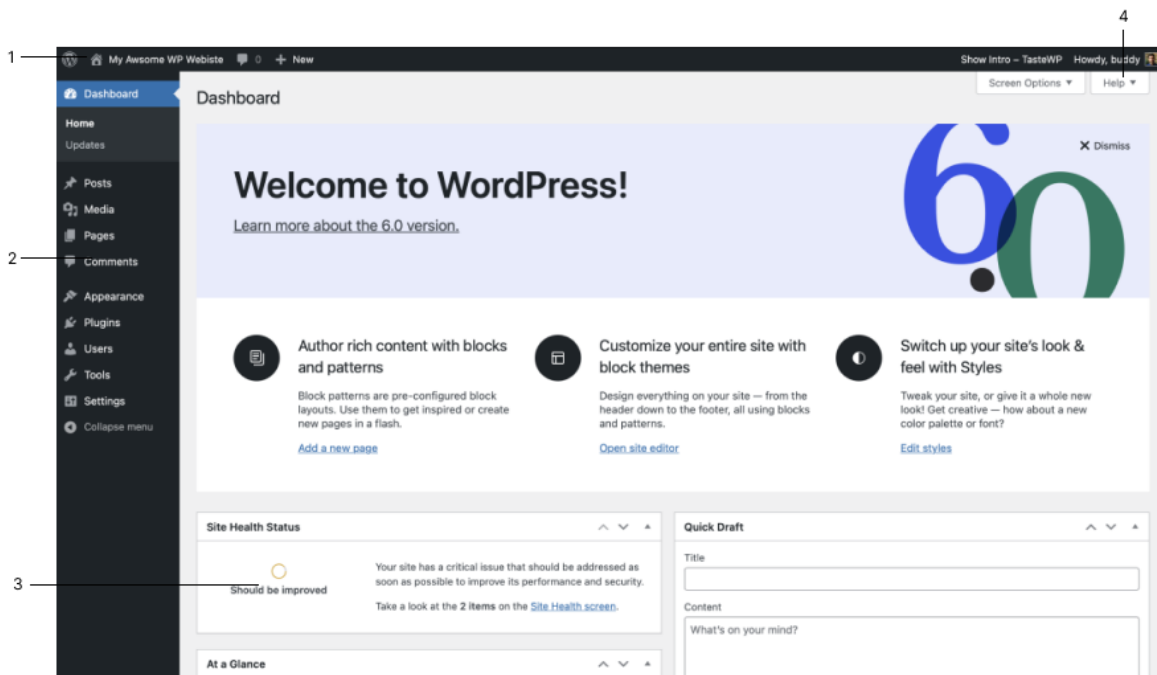 4
1
My Awsome WP Webiste 0 New
Show Intro – TasteWP Howdy, buddy
Screen Options ▼ Help ▼
Dashboard
Home
Updates
Posts
Media
Pages
2
Comments
Appearance
Plugins
Users
Tools
Settings
Collapse menu
Dashboard
Dismiss
Welcome to WordPress!
Learn more about the 6.0 version.
6.0
Author rich content with blocks
and patterns
Block patterns are pre-configured block
layouts. Use them to get inspired or create
new pages in a flash.
Add a new page
Customize your entire site with
block themes
Design everything on your site — from the
header down to the footer, all using blocks
and patterns.
Open site editor
Switch up your site's look &
feel with Styles
Tweak your site, or give it a whole new
look! Get creative — how about a new
color palette or font?
Edit styles
Site Health Status
3
Should be improved
Your site has a critical issue that should be addressed as
soon as possible to improve its performance and security.
Take a look at the 2 items on the Site Health screen.
At a Glance
Quick Draft
Title
Content
What's on your mind?